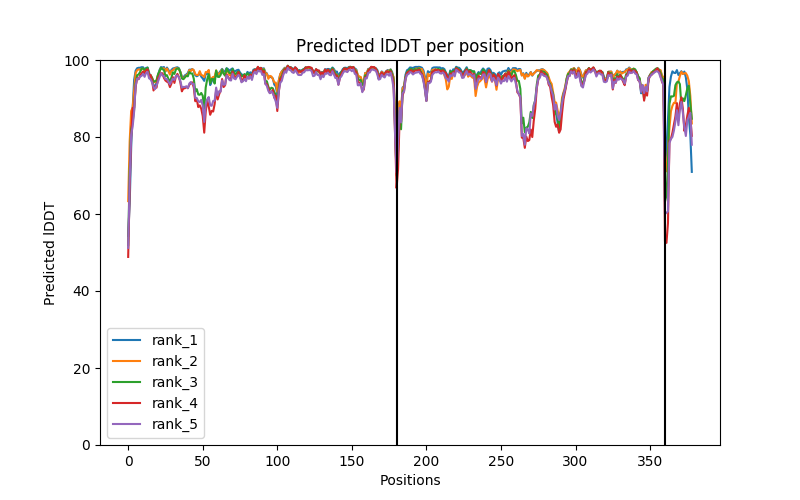 Predicted lDDT per position
Predicted lDDT
100
80
60
40
20
0
rank_1
rank_2
rank_3
rank_4
rank_5
0 50 100 150 200 250 300 350
Positions